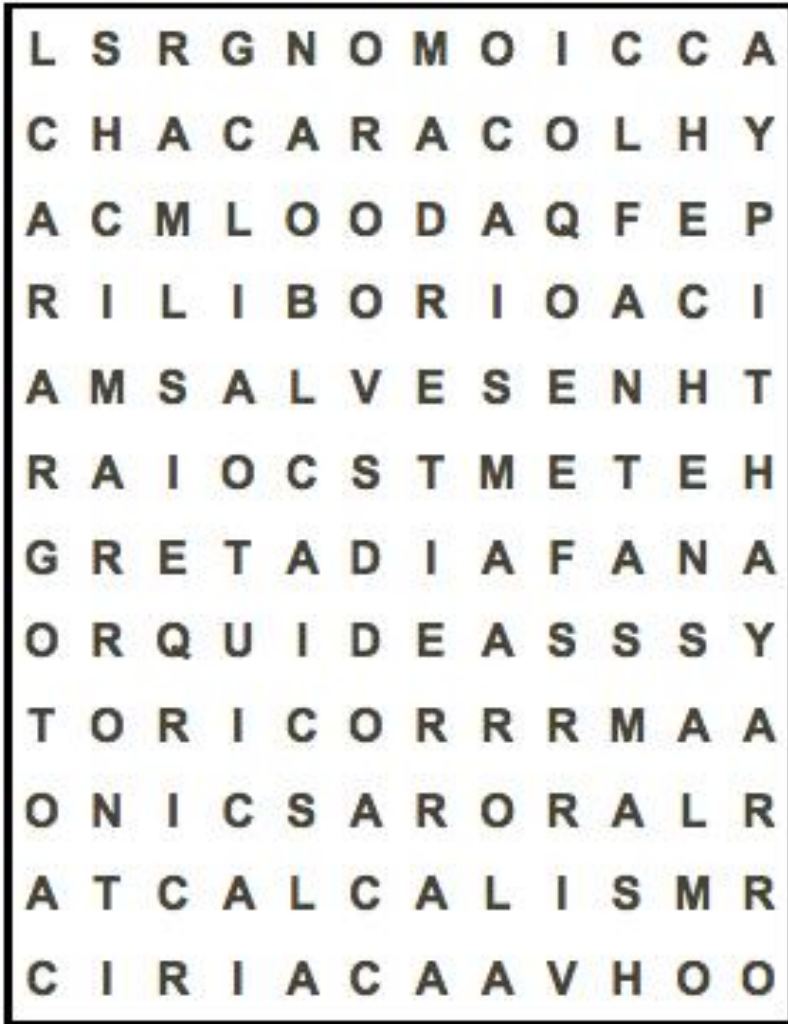 L S R G N O M O I C C A
C H A C A R A C O L H Y
A C M L O O D A Q F E P
R I L I B O R I O A C I
A M S A L V E S E N H T
R A I O C S T M E T E H
G R E T A D I A F A N A
O R Q U I D E A S S S Y
T O R I C O R R R M A A
O N I C S A R O R A L R
A T C A L C A L I S M R
C I R I A C A A V H O O